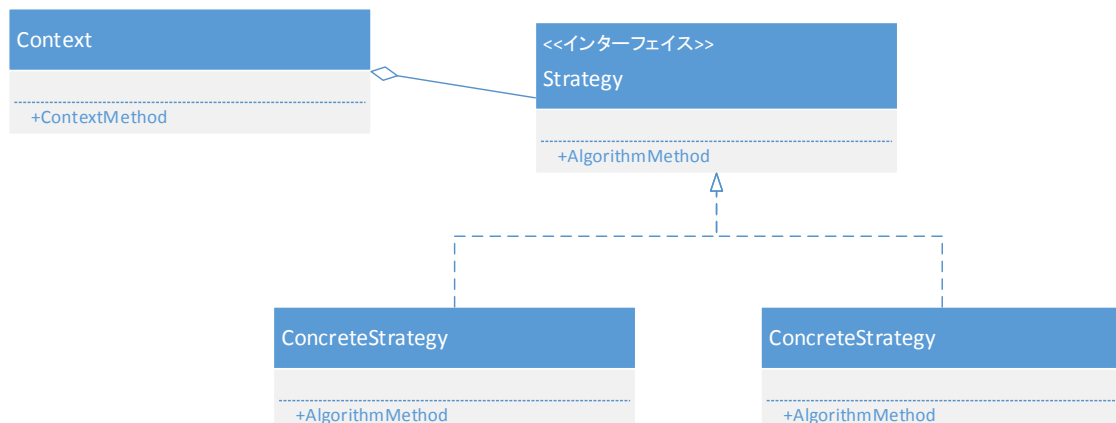 Context
+ContextMethod
<<インターフェイス>>
Strategy
+AlgorithmMethod
ConcreteStrategy
+AlgorithmMethod
ConcreteStrategy
+AlgorithmMethod